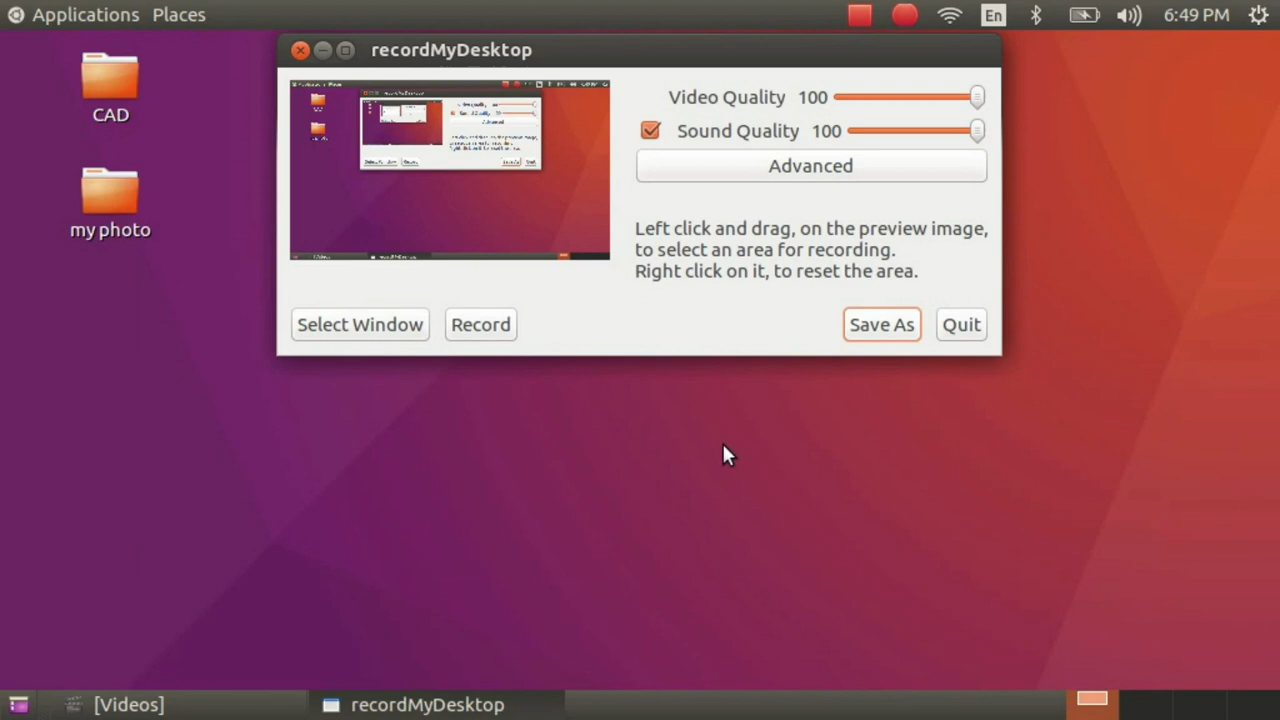 Applications Places
En
6:49 PM
recordMyDesktop
CAD
my photo
Video Quality 100
Sound Quality 100
Advanced
Left click and drag, on the preview image,
to select an area for recording.
Right click on it, to reset the area.
Select Window
Record
Save As
Quit
[Videos]
recordMyDesktop